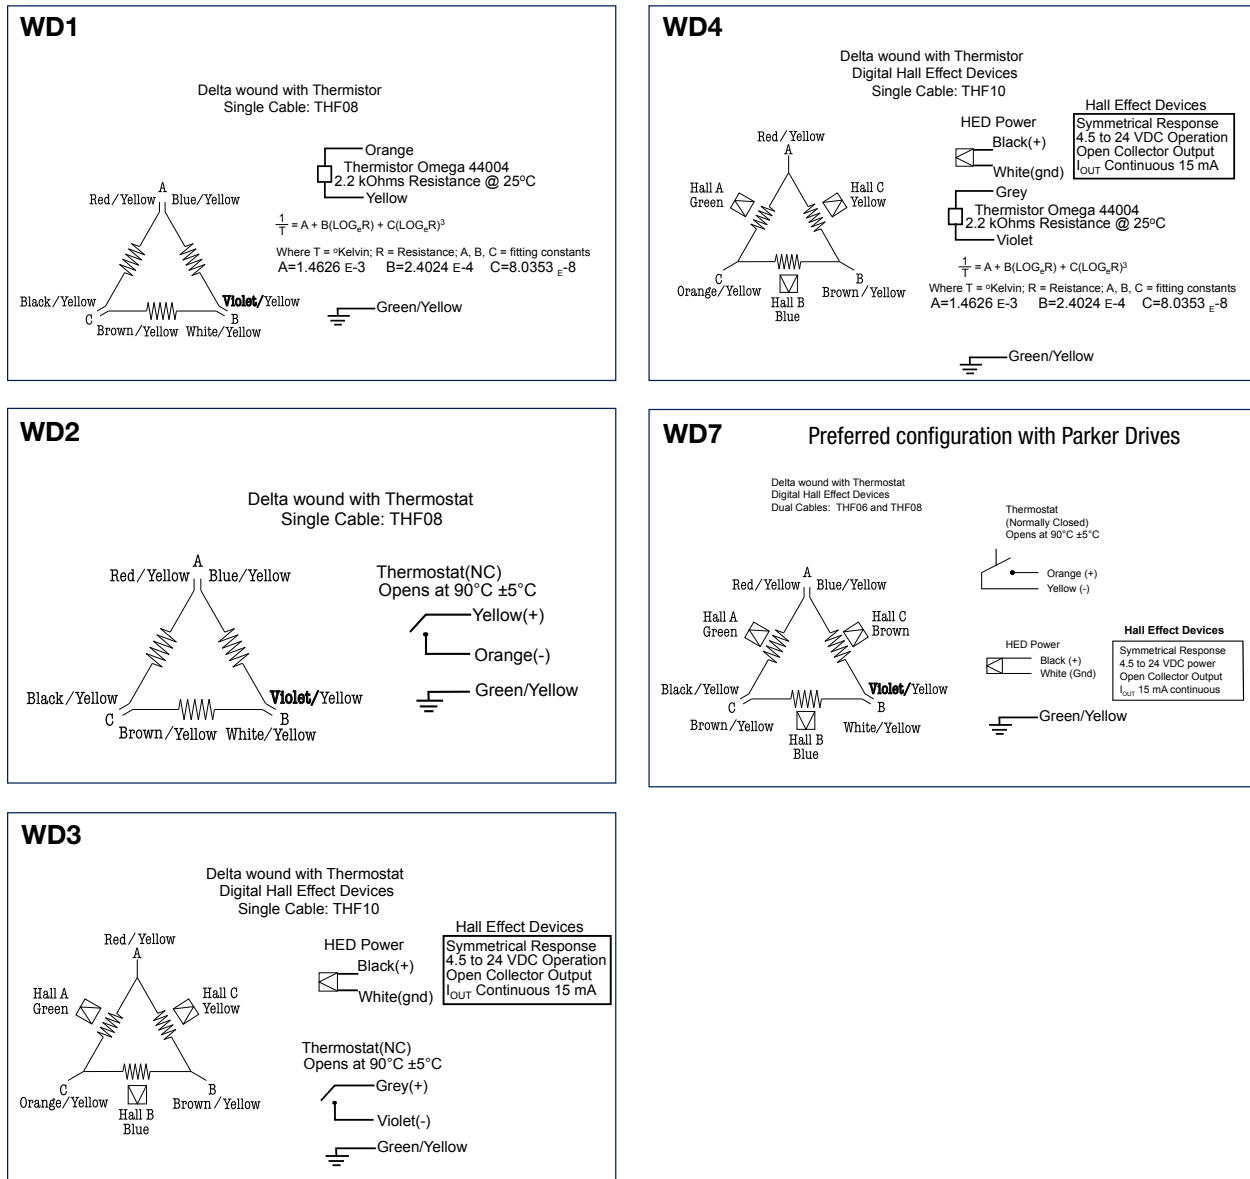 WD1
Delta wound with Thermistor
Single Cable: THF08
Orange
Thermistor Omega 44004
2.2 kOhms Resistance @ 25ºC
Yellow
A
Red/Yellow Blue/Yellow
1/T = A + B(LOGeR) + C(LOGeR)³
Where T = ºKelvin; R = Resistance; A, B, C = fitting constants
A=1.4626 E-3 B=2.4024 E-4 C=8.0353 E-8
Black/Yellow Violet/Yellow
C B
Brown/Yellow White/Yellow
Green/Yellow
WD2
Delta wound with Thermostat
Single Cable: THF08
A
Red/Yellow Blue/Yellow
Thermostat(NC)
Opens at 90°C ±5°C
Yellow(+)
Orange(-)
Green/Yellow
Black/Yellow Violet/Yellow
C B
Brown/Yellow White/Yellow
WD3
Delta wound with Thermostat
Digital Hall Effect Devices
Single Cable: THF10
Red/Yellow
A
Hall A
Green
Hall C
Yellow
C
Orange/Yellow
Hall B
Blue
B
Brown/Yellow
HED Power
Black(+)
White(gnd)
Hall Effect Devices
Symmetrical Response
4.5 to 24 VDC Operation
Open Collector Output
IOUT Continuous 15 mA
Thermostat(NC)
Opens at 90°C ±5°C
Grey(+)
Violet(-)
Green/Yellow
WD4
Delta wound with Thermistor
Digital Hall Effect Devices
Single Cable: THF10
Red/Yellow
A
Hall A
Green
Hall C
Yellow
C
Orange/Yellow
Hall B
Blue
B
Brown/Yellow
HED Power
Black(+)
White(gnd)
Hall Effect Devices
Symmetrical Response
4.5 to 24 VDC Operation
Open Collector Output
IOUT Continuous 15 mA
Grey
Thermistor Omega 44004
2.2 kOhms Resistance @ 25ºC
Violet
1/T = A + B(LOGeR) + C(LOGeR)³
Where T = ºKelvin; R = Reistance; A, B, C = fitting constants
A=1.4626 E-3 B=2.4024 E-4 C=8.0353 E-8
Green/Yellow
WD7 Preferred configuration with Parker Drives
Delta wound with Thermostat
Digital Hall Effect Devices
Dual Cables: THF06 and THF08
Thermostat
(Normally Closed)
Opens at 90°C ±5°C
Orange (+)
Yellow (-)
A
Red/Yellow Blue/Yellow
Hall A
Green
Hall C
Brown
Black/Yellow Violet/Yellow
C B
Brown/Yellow White/Yellow
Hall B
Blue
HED Power
Black (+)
White (Gnd)
Hall Effect Devices
Symmetrical Response
4.5 to 24 VDC power
Open Collector Output
IOUT 15 mA continuous
Green/Yellow